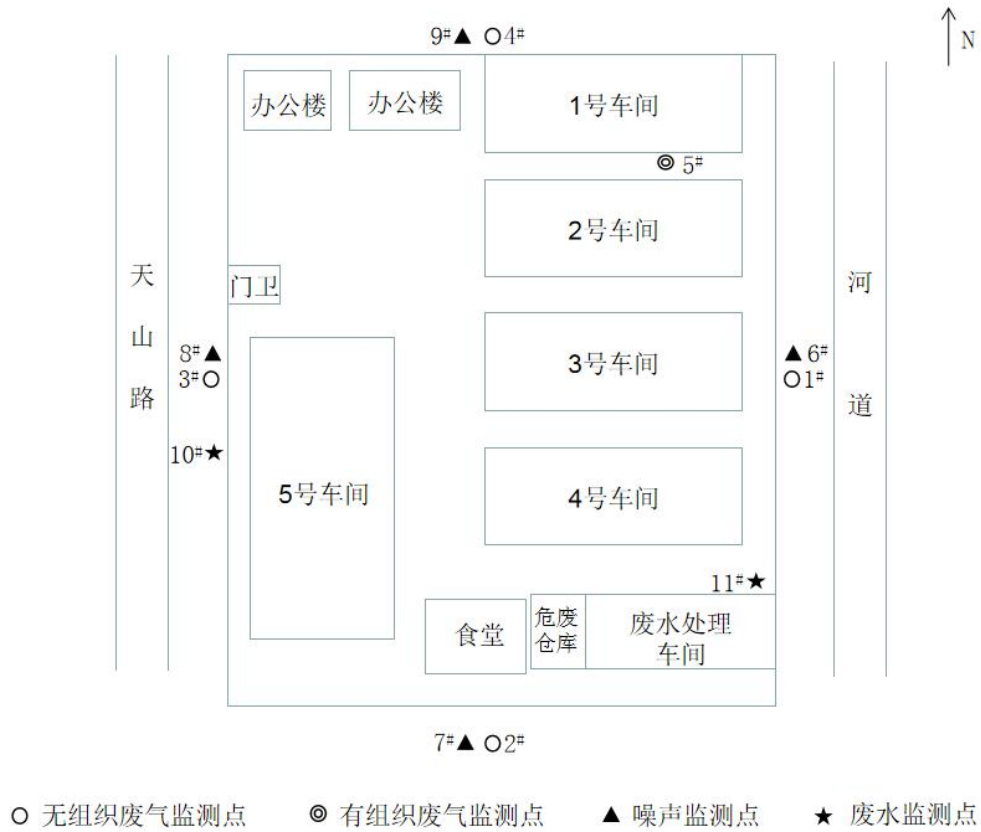 9#▲ ○4#
N
办公楼
办公楼
1号车间
◎ 5#
2号车间
天山路
门卫
河道
8#▲
3#○
3号车间
▲6#
○1#
10#★
5号车间
4号车间
11#★
食堂
危废
仓库
废水处理
车间
7#▲ ○2#
○ 无组织废气监测点 ◎ 有组织废气监测点 ▲ 噪声监测点 ★ 废水监测点